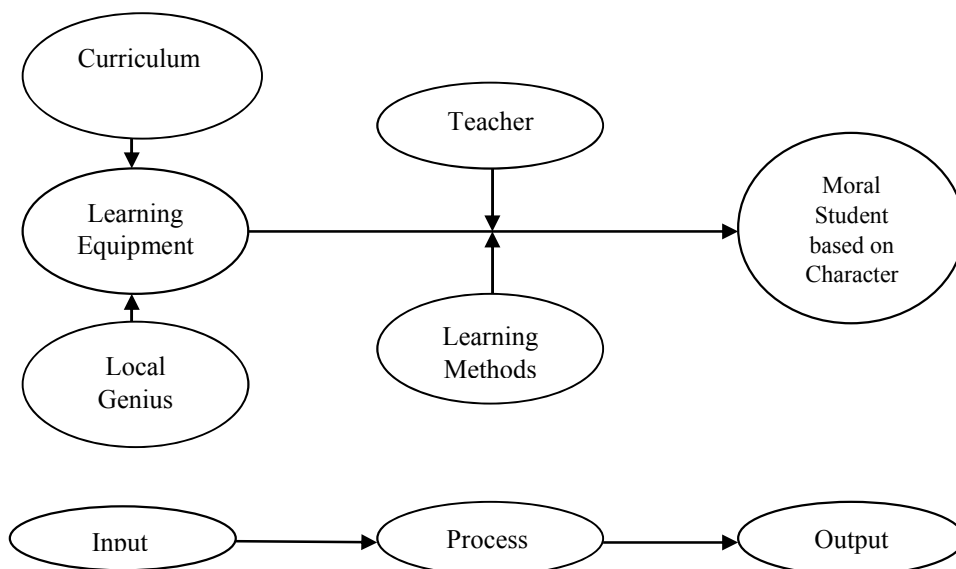 Curriculum
Teacher
Learning
Equipment
Moral
Student
based on
Character
Learning
Methods
Local
Genius
Input
Process
Output